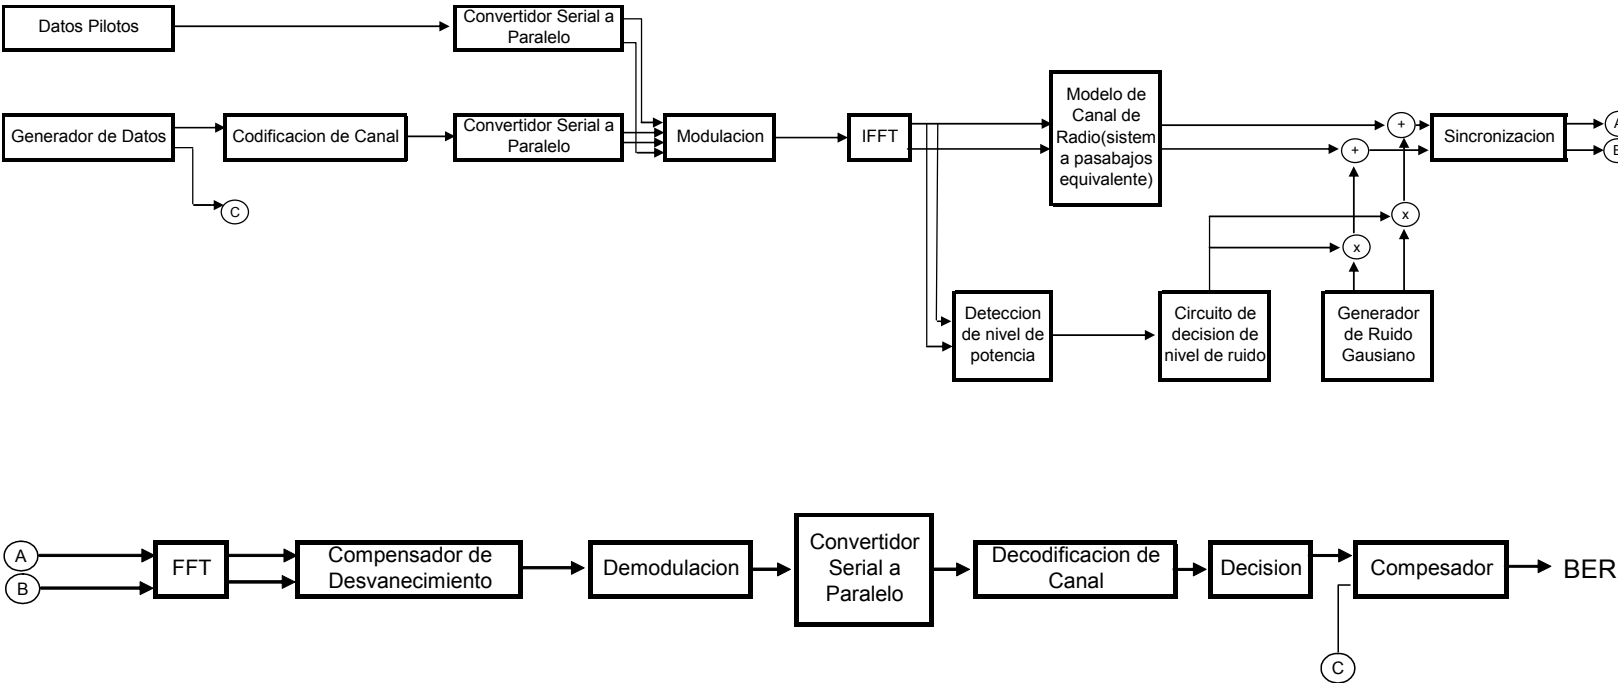 Datos Pilotos
Convertidor Serial a
Paralelo
Generador de Datos
Codificacion de Canal
Convertidor Serial a
Paralelo
Modulacion
IFFT
Modelo de
Canal de
Radio(sistem
a pasabajos
equivalente)
+
+
Sincronizacion
A
B
C
x
x
Deteccion
de nivel de
potencia
Circuito de
decision de
nivel de ruido
Generador
de Ruido
Gausiano
A
B
FFT
Compensador de
Desvanecimiento
Demodulacion
Convertidor
Serial a
Paralelo
Decodificacion de
Canal
Decision
Compesador
BER
C